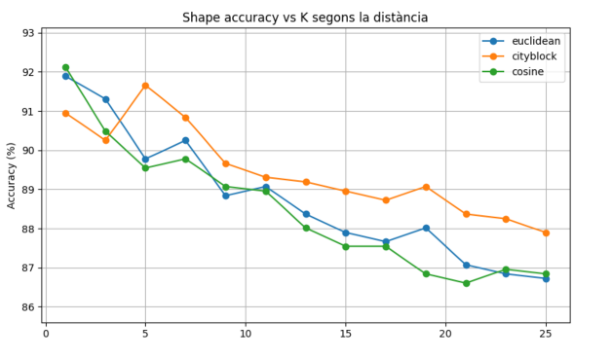 Shape accuracy vs K segons la distància
93
92
91
90
89
88
87
86
Accuracy (%)
euclidean
cityblock
cosine
0
5
10
15
20
25